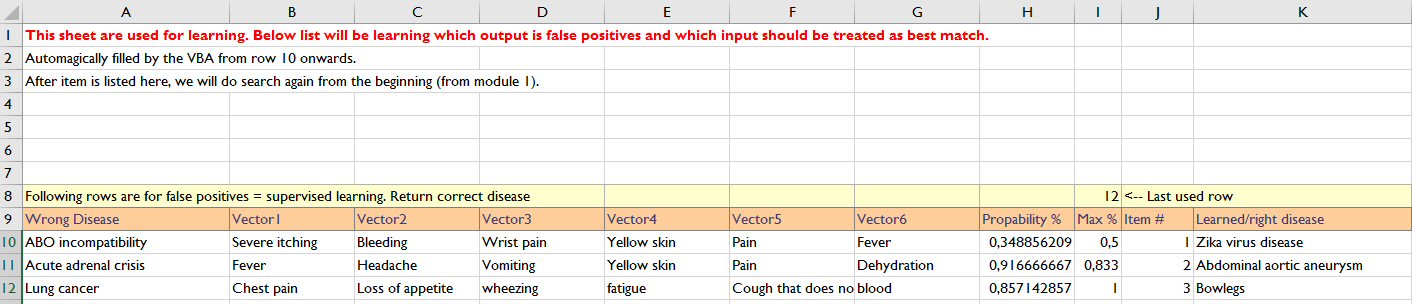 A B C D E F G H I J K
1 This sheet are used for learning. Below list will be learning which output is false positives and which input should be treated as best match.
2 Automagically filled by the VBA from row 10 onwards.
3 After item is listed here, we will do search again from the beginning (from module 1).
4
5
6
7
8 Following rows are for false positives = supervised learning. Return correct disease 12 <-- Last used row
9 Wrong Disease Vector1 Vector2 Vector3 Vector4 Vector5 Vector6 Propability % Max % Item # Learned/right disease
10 ABO incompatibility Severe itching Bleeding Wrist pain Yellow skin Pain Fever 0,348856209 0,5 1 Zika virus disease
11 Acute adrenal crisis Fever Headache Vomiting Yellow skin Pain Dehydration 0,916666667 0,833 2 Abdominal aortic aneurysm
12 Lung cancer Chest pain Loss of appetite wheezing fatigue Cough that does no blood 0,857142857 1 3 Bowlegs